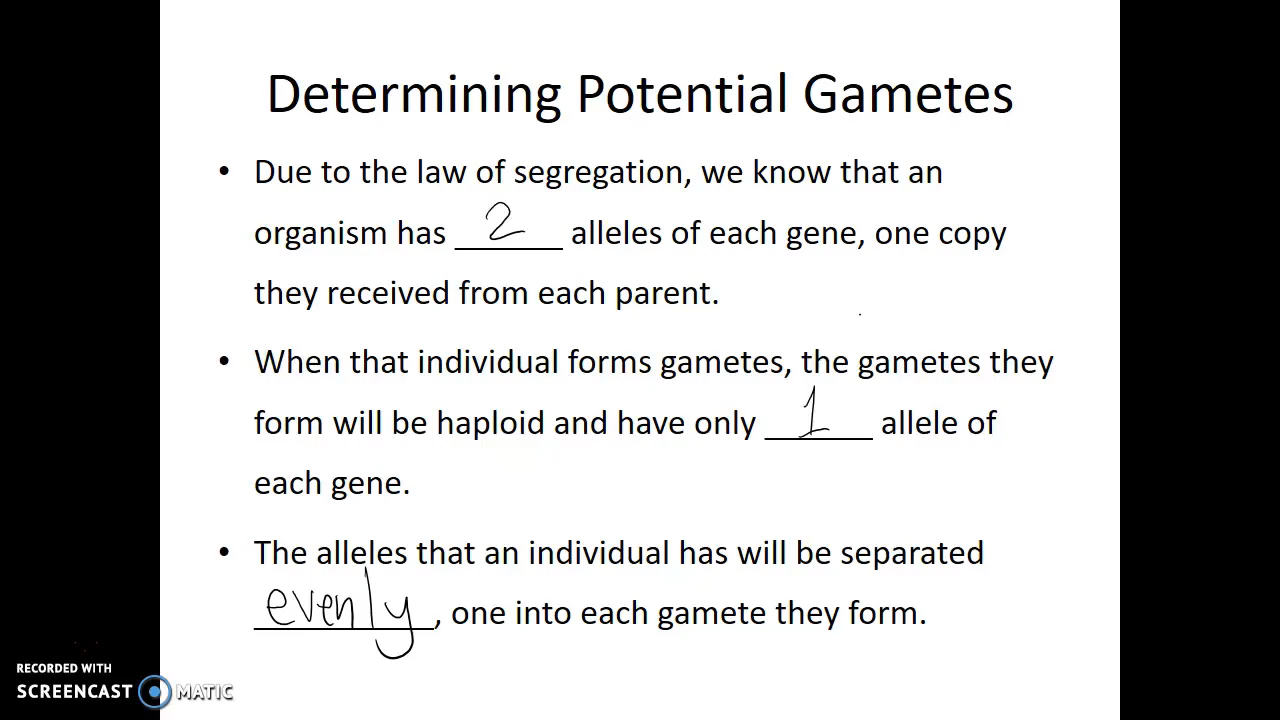 Determining Potential Gametes
• Due to the law of segregation, we know that an
organism has 2 alleles of each gene, one copy
they received from each parent.
• When that individual forms gametes, the gametes they
form will be haploid and have only 1 allele of
each gene.
• The alleles that an individual has will be separated
evenly, one into each gamete they form.
RECORDED WITH
SCREENCAST MATIC